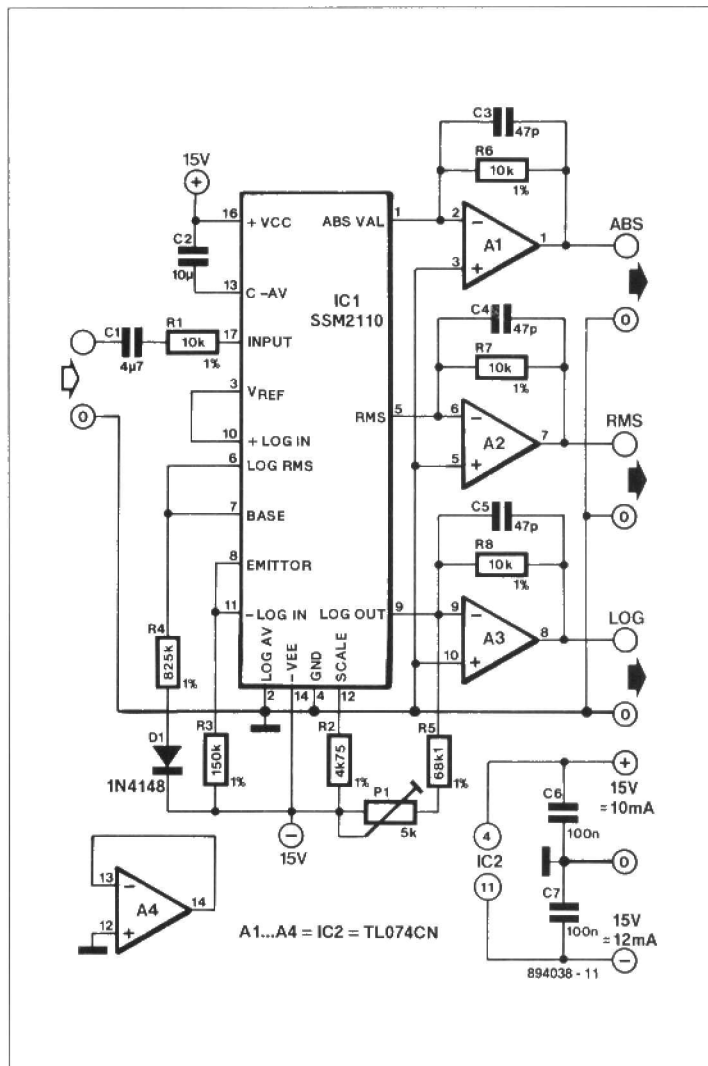 C3
47p
R6
10k
1%
15V
+
16
+ VCC
ABS VAL
1
2
−
A1
1
ABS
3
+
C2
10µ
13
C - AV
IC1
SSM2110
0
C1
4µ7
R1
10k
1%
17
INPUT
C4
47p
R7
10k
1%
0
3
VREF
10
+ LOG IN
RMS
5
6
−
A2
7
RMS
5
+
6
LOG RMS
7
BASE
C5
47p
0
8
EMITTOR
R8
10k
1%
11
- LOG IN
LOG OUT
9
9
−
A3
8
LOG
10
+
R4
825k
1%
LOG AV
-VEE
GND
SCALE
2
14
4
12
0
D1
1N4148
R3
150k
1%
R2
4k75
1%
R5
68k1
1%
P1
5k
−
15V
+
15V
≈ 10mA
C6
100n
4
IC2
11
0
C7
100n
15V
≈ 12mA
−
894038 - 11
13
−
A4
14
12
+
A1...A4 = IC2 = TL074CN